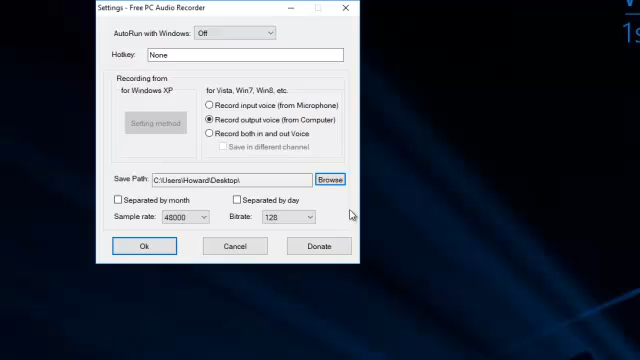 Settings - Free PC Audio Recorder
AutoRun with Windows: Off
Hotkey: None
Recording from
for Windows XP
Setting method
for Vista, Win7, Win8, etc.
Record input voice (from Microphone)
Record output voice (from Computer)
Record both in and out Voice
Save in different channel
Save Path: C:\Users\Howard\Desktop\ Browse
Separated by month Separated by day
Sample rate: 48000 Bitrate: 128
Ok Cancel Donate